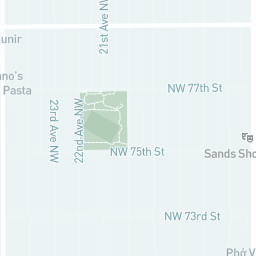 21st Ave NW
unir
no's
Pasta
NW 77th St
23rd Ave NW
22nd Ave NW
NW 75th St
Sands Sho
NW 73rd St
Phở V